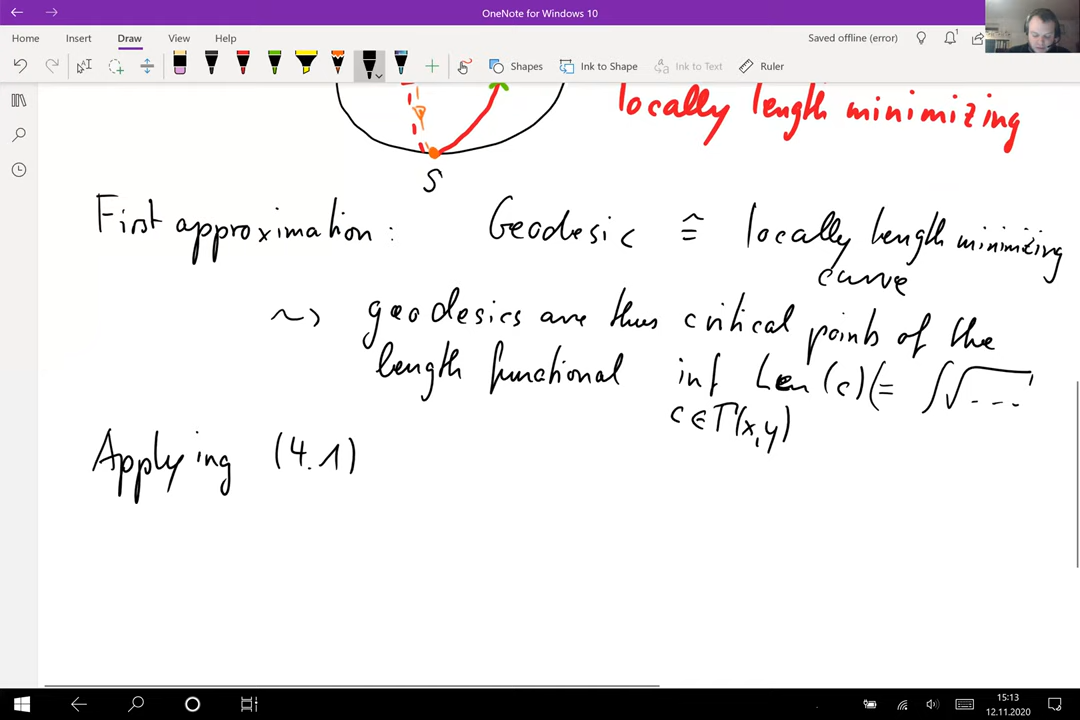 OneNote for Windows 10
Home Insert Draw View Help
Saved offline (error)
Shapes Ink to Shape Ink to Text Ruler
locally length minimizing
S
First approximation: Geodesic ≙ locally length minimizing
curve
~> geodesics are thus critical points of the
length functional inf Len(c) (= ∫√...
c∈Γ(x,y)
Applying (4.1)
15:13
12.11.2020